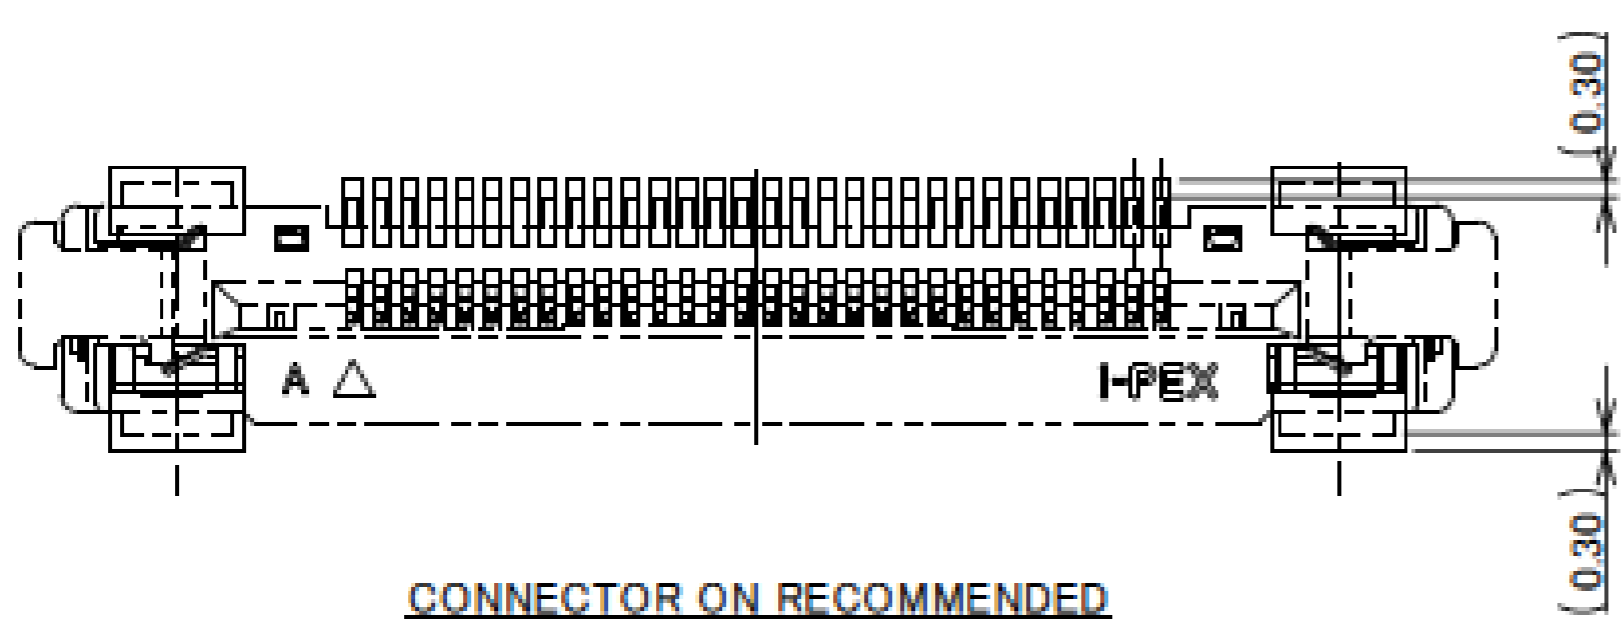 ( 0.30 )
A △ I-PEX
( 0.30 )
CONNECTOR ON RECOMMENDED